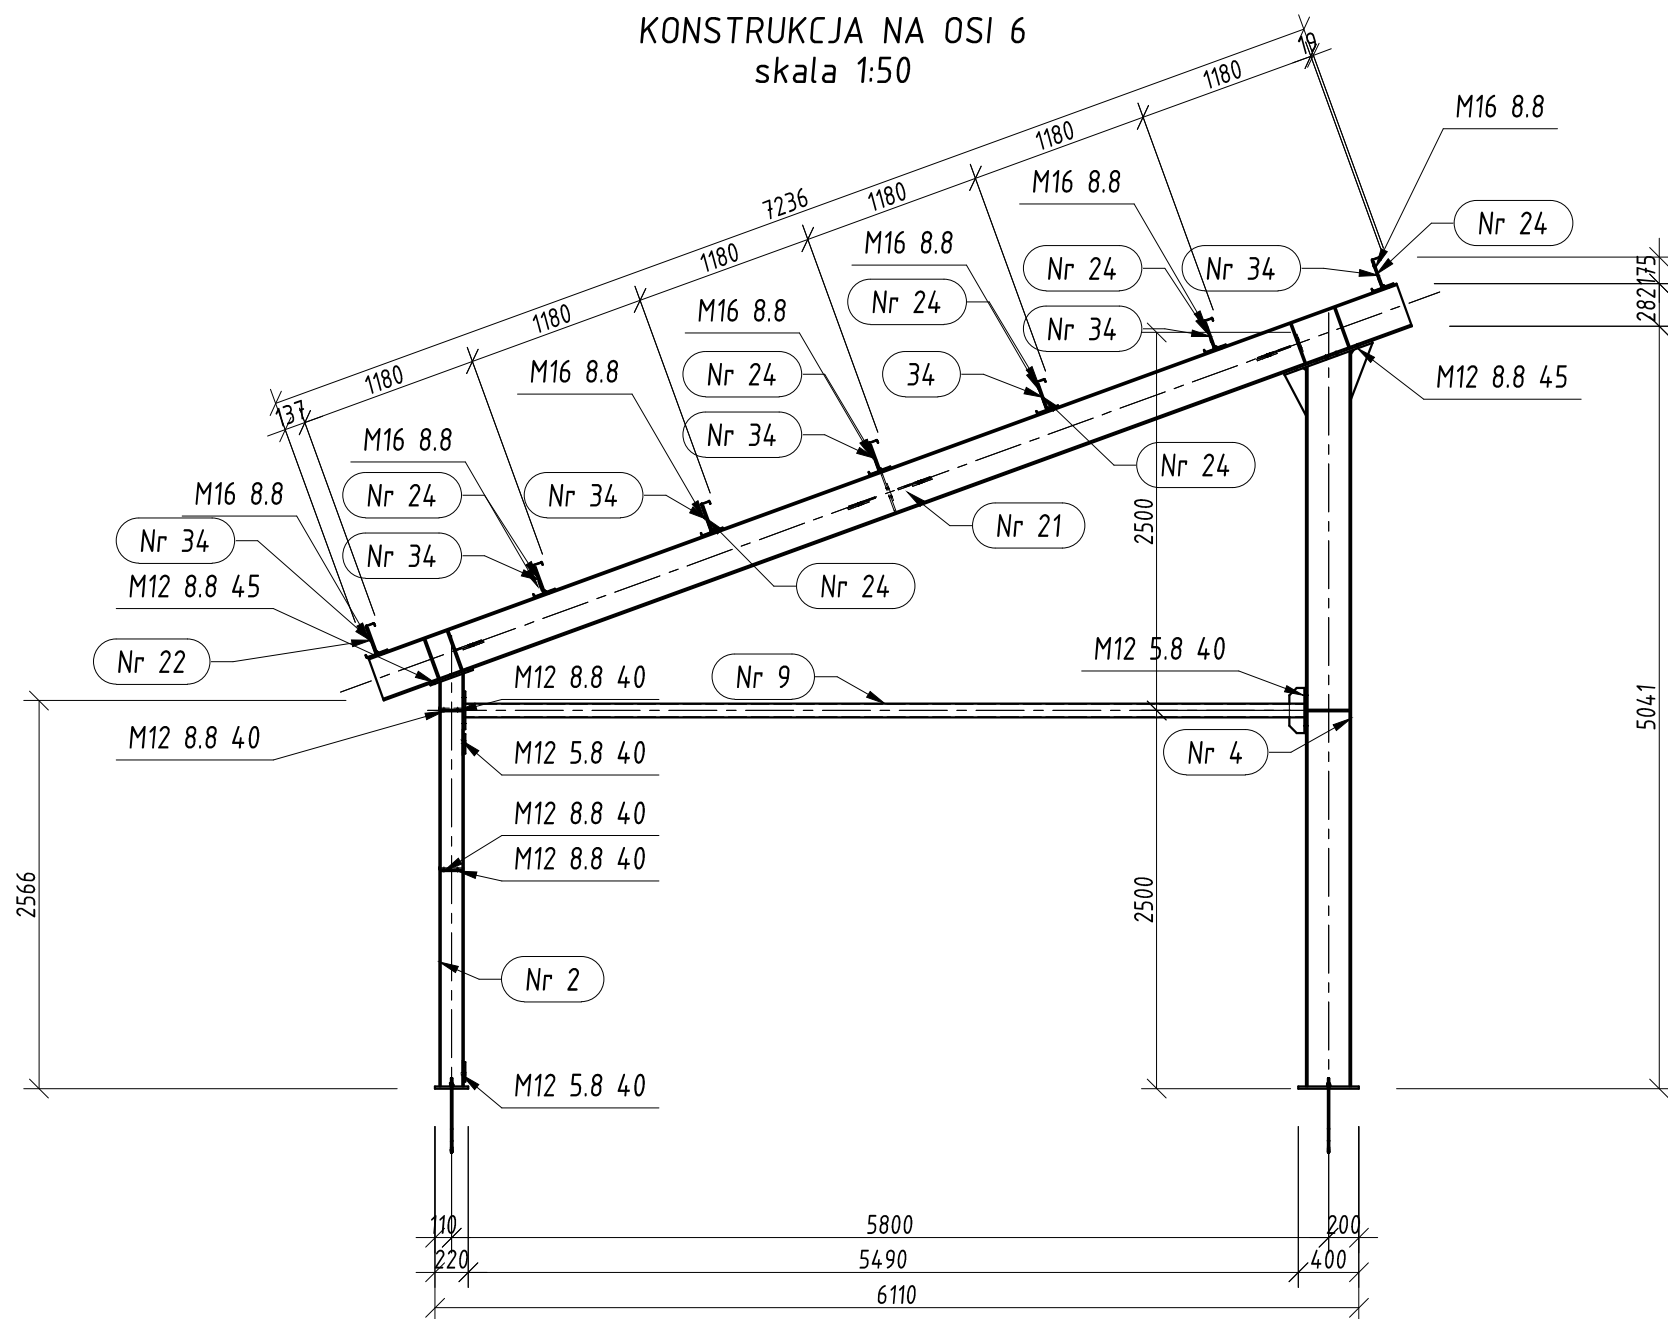 KONSTRUKCJA NA OSI 6
skala 1:50
19
1180
M16 8.8
1180
M16 8.8
7236
1180
Nr 24
M16 8.8
1180
Nr 24
Nr 34
175
Nr 24
282
1180
M16 8.8
Nr 34
1180
M16 8.8
Nr 24
34
M12 8.8 45
137
M16 8.8
Nr 34
Nr 24
M16 8.8
Nr 24
Nr 34
2500
Nr 21
Nr 34
Nr 34
M12 8.8 45
Nr 24
Nr 22
M12 5.8 40
M12 8.8 40
Nr 9
5041
M12 8.8 40
M12 5.8 40
Nr 4
M12 8.8 40
M12 8.8 40
2566
2500
Nr 2
M12 5.8 40
110
5800
200
220
5490
400
6110